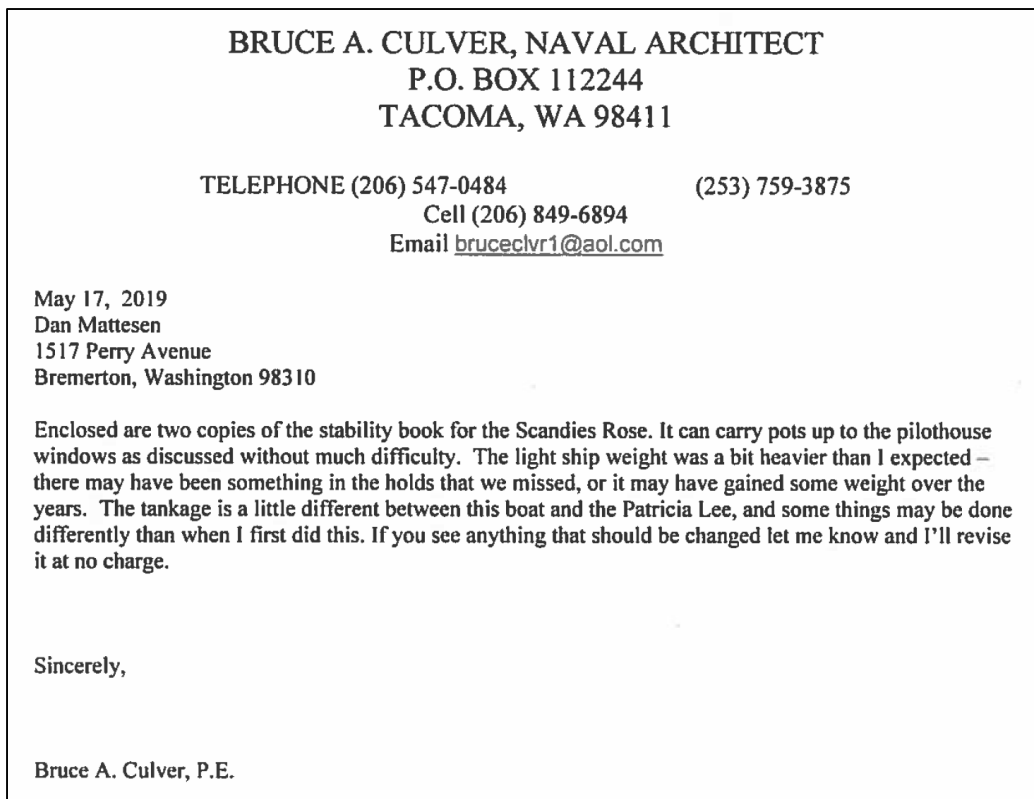 BRUCE A. CULVER, NAVAL ARCHITECT
P.O. BOX 112244
TACOMA, WA 98411
TELEPHONE (206) 547-0484 (253) 759-3875
Cell (206) 849-6894
Email bruceclvr1@aol.com
May 17, 2019
Dan Mattesen
1517 Perry Avenue
Bremerton, Washington 98310
Enclosed are two copies of the stability book for the Scandies Rose. It can carry pots up to the pilothouse
windows as discussed without much difficulty. The light ship weight was a bit heavier than I expected –
there may have been something in the holds that we missed, or it may have gained some weight over the
years. The tankage is a little different between this boat and the Patricia Lee, and some things may be done
differently than when I first did this. If you see anything that should be changed let me know and I'll revise
it at no charge.
Sincerely,
Bruce A. Culver, P.E.